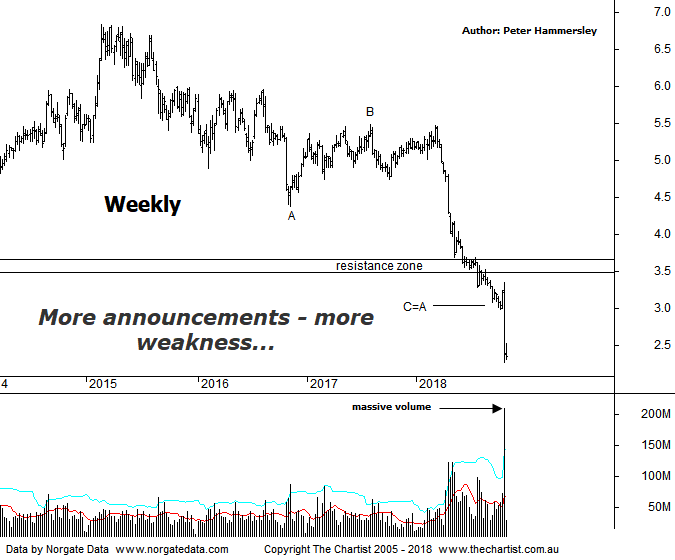 Author: Peter Hammersley
7.0
6.5
6.0
5.5
5.0
4.5
4.0
3.5
3.0
2.5
B
Weekly
A
resistance zone
C=A
More announcements - more
weakness...
4
2015
2016
2017
2018
massive volume
200M
150M
100M
50M
Data by Norgate Data www.norgatedata.com
Copyright The Chartist 2005 - 2018 www.thechartist.com.au